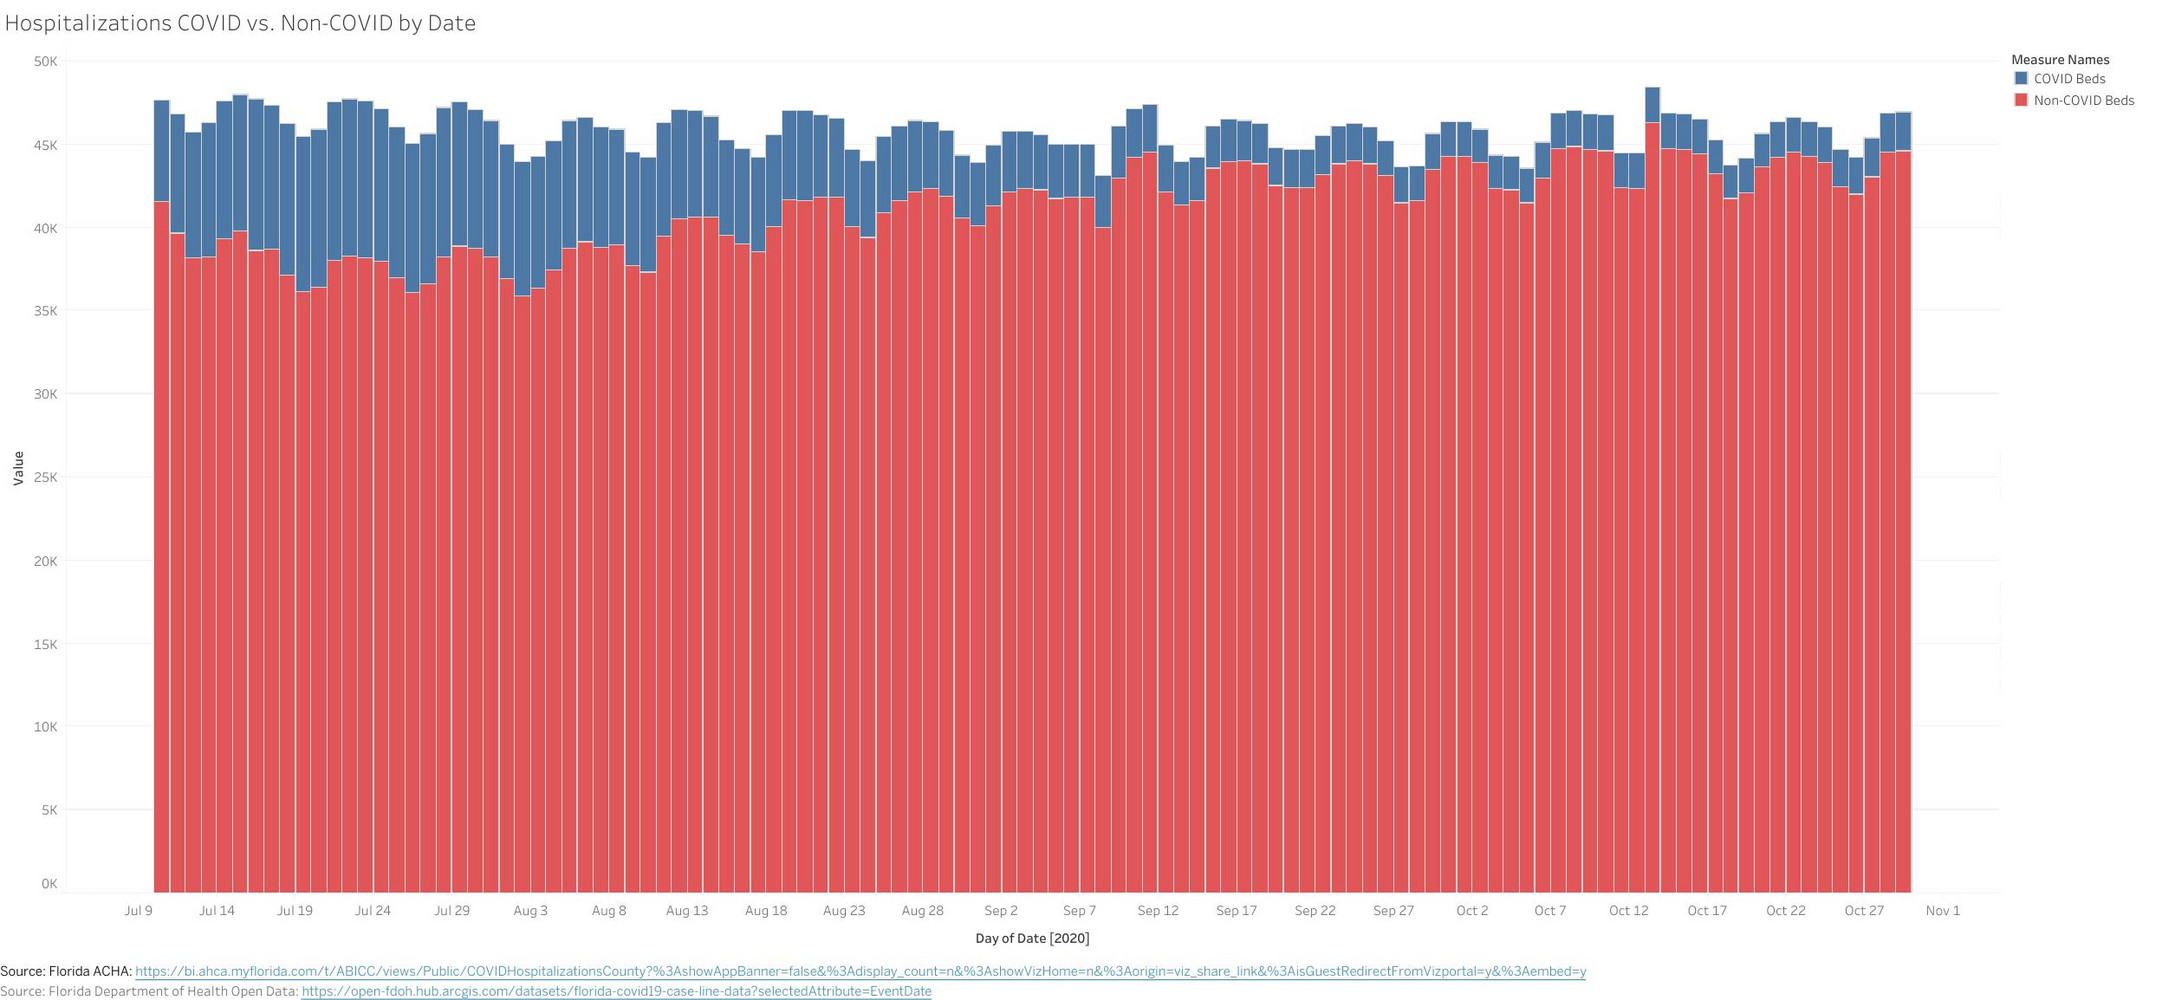 Hospitalizations COVID vs. Non-COVID by Date
Measure Names
COVID Beds
Non-COVID Beds
50K
45K
40K
35K
30K
25K
20K
15K
10K
5K
0K
Value
Jul 9 Jul 14 Jul 19 Jul 24 Jul 29 Aug 3 Aug 8 Aug 13 Aug 18 Aug 23 Aug 28 Sep 2 Sep 7 Sep 12 Sep 17 Sep 22 Sep 27 Oct 2 Oct 7 Oct 12 Oct 17 Oct 22 Oct 27 Nov 1
Day of Date [2020]
Source: Florida ACHA: https://bi.ahca.myflorida.com/t/ABICC/views/Public/COVIDHospitalizationsCounty?%3AshowAppBanner=false&%3Adisplay_count=n&%3AshowVizHome=n&%3Aorigin=viz_share_link&%3AisGuestRedirectFromVizportal=y&%3Aembed=y
Source: Florida Department of Health Open Data: https://open-fdoh.hub.arcgis.com/datasets/florida-covid19-case-line-data?selectedAttribute=EventDate